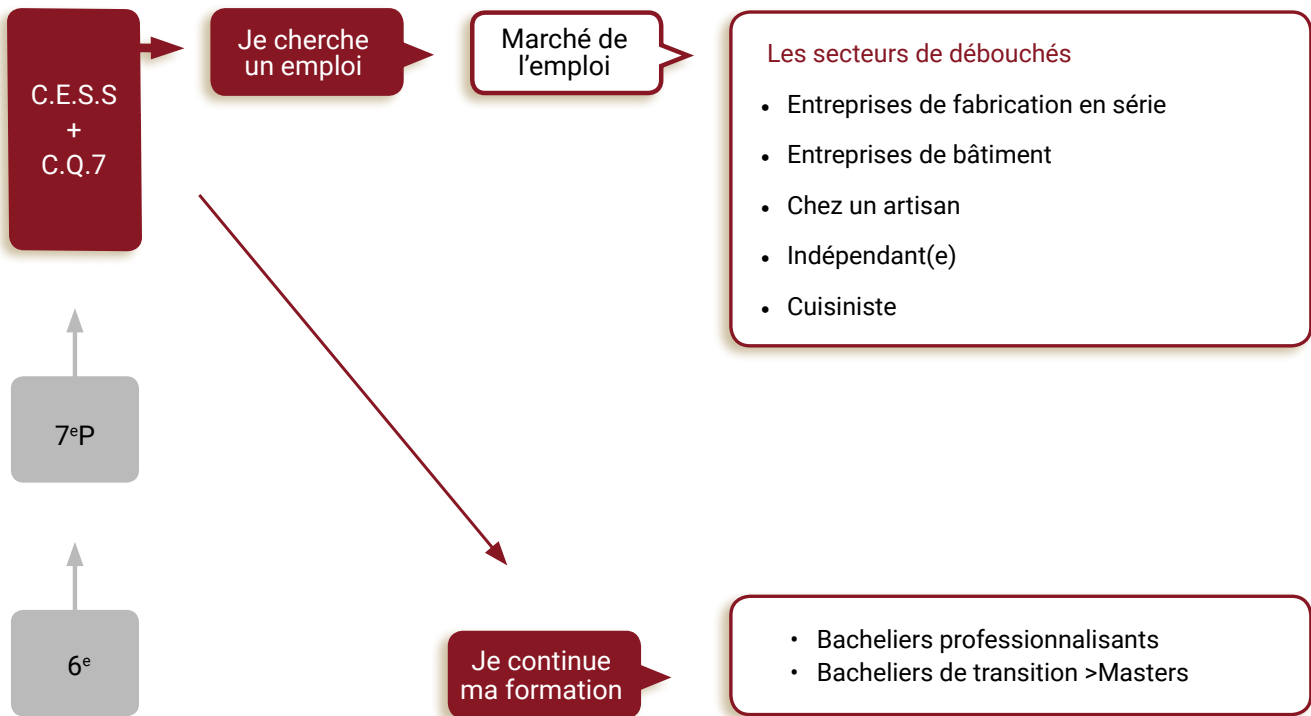 C.E.S.S
+
C.Q.7
Je cherche
un emploi
Marché de
l'emploi
Les secteurs de débouchés
• Entreprises de fabrication en série
• Entreprises de bâtiment
• Chez un artisan
• Indépendant(e)
• Cuisiniste
7ᵉP
6ᵉ
Je continue
ma formation
• Bacheliers professionnalisants
• Bacheliers de transition >Masters